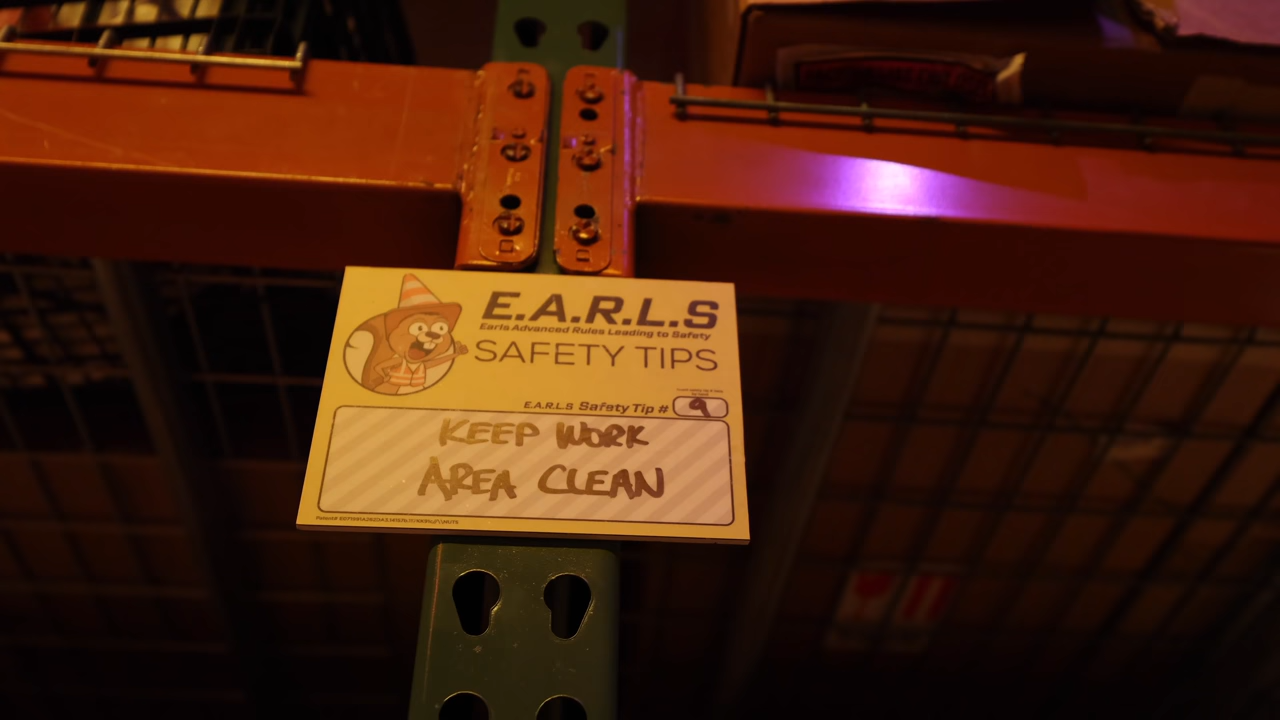 E.A.R.L.S
Earls Advanced Rules Leading to Safety
SAFETY TIPS
E.A.R.L.S Safety Tip # 9
KEEP WORK
AREA CLEAN